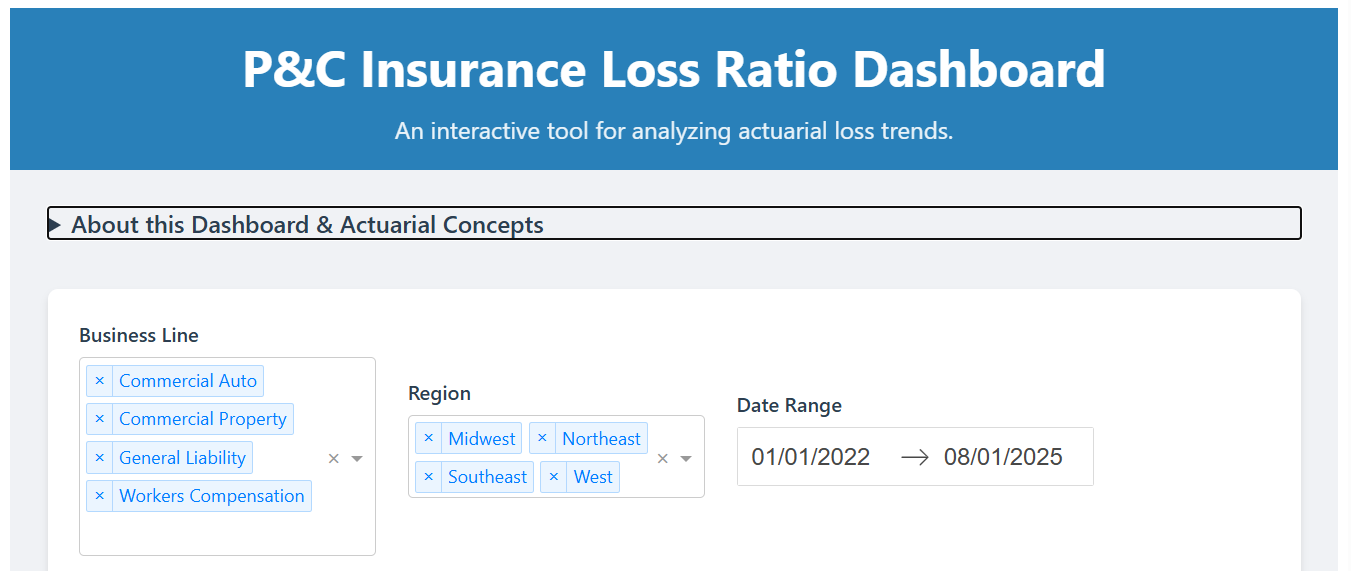 P&C Insurance Loss Ratio Dashboard
An interactive tool for analyzing actuarial loss trends.
About this Dashboard & Actuarial Concepts
Business Line
× Commercial Auto
× Commercial Property
× General Liability
× Workers Compensation
Region
× Midwest × Northeast
× Southeast × West
Date Range
01/01/2022 → 08/01/2025